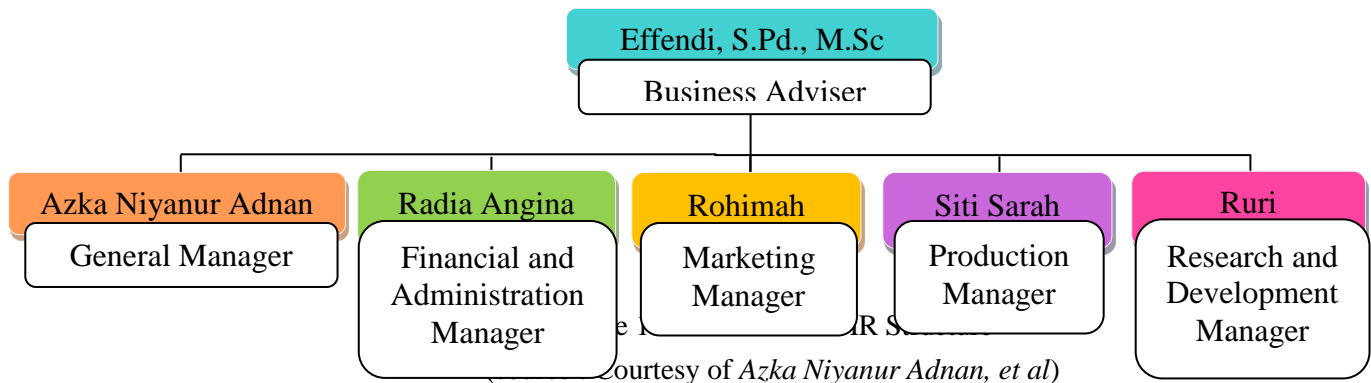 Effendi, S.Pd., M.Sc
Business Adviser
Azka Niyanur Adnan
General Manager
Radia Angina
Financial and
Administration
Manager
Rohimah
Marketing
Manager
Siti Sarah
Production
Manager
Ruri
Research and
Development
Manager
Courtesy of Azka Niyanur Adnan, et al)